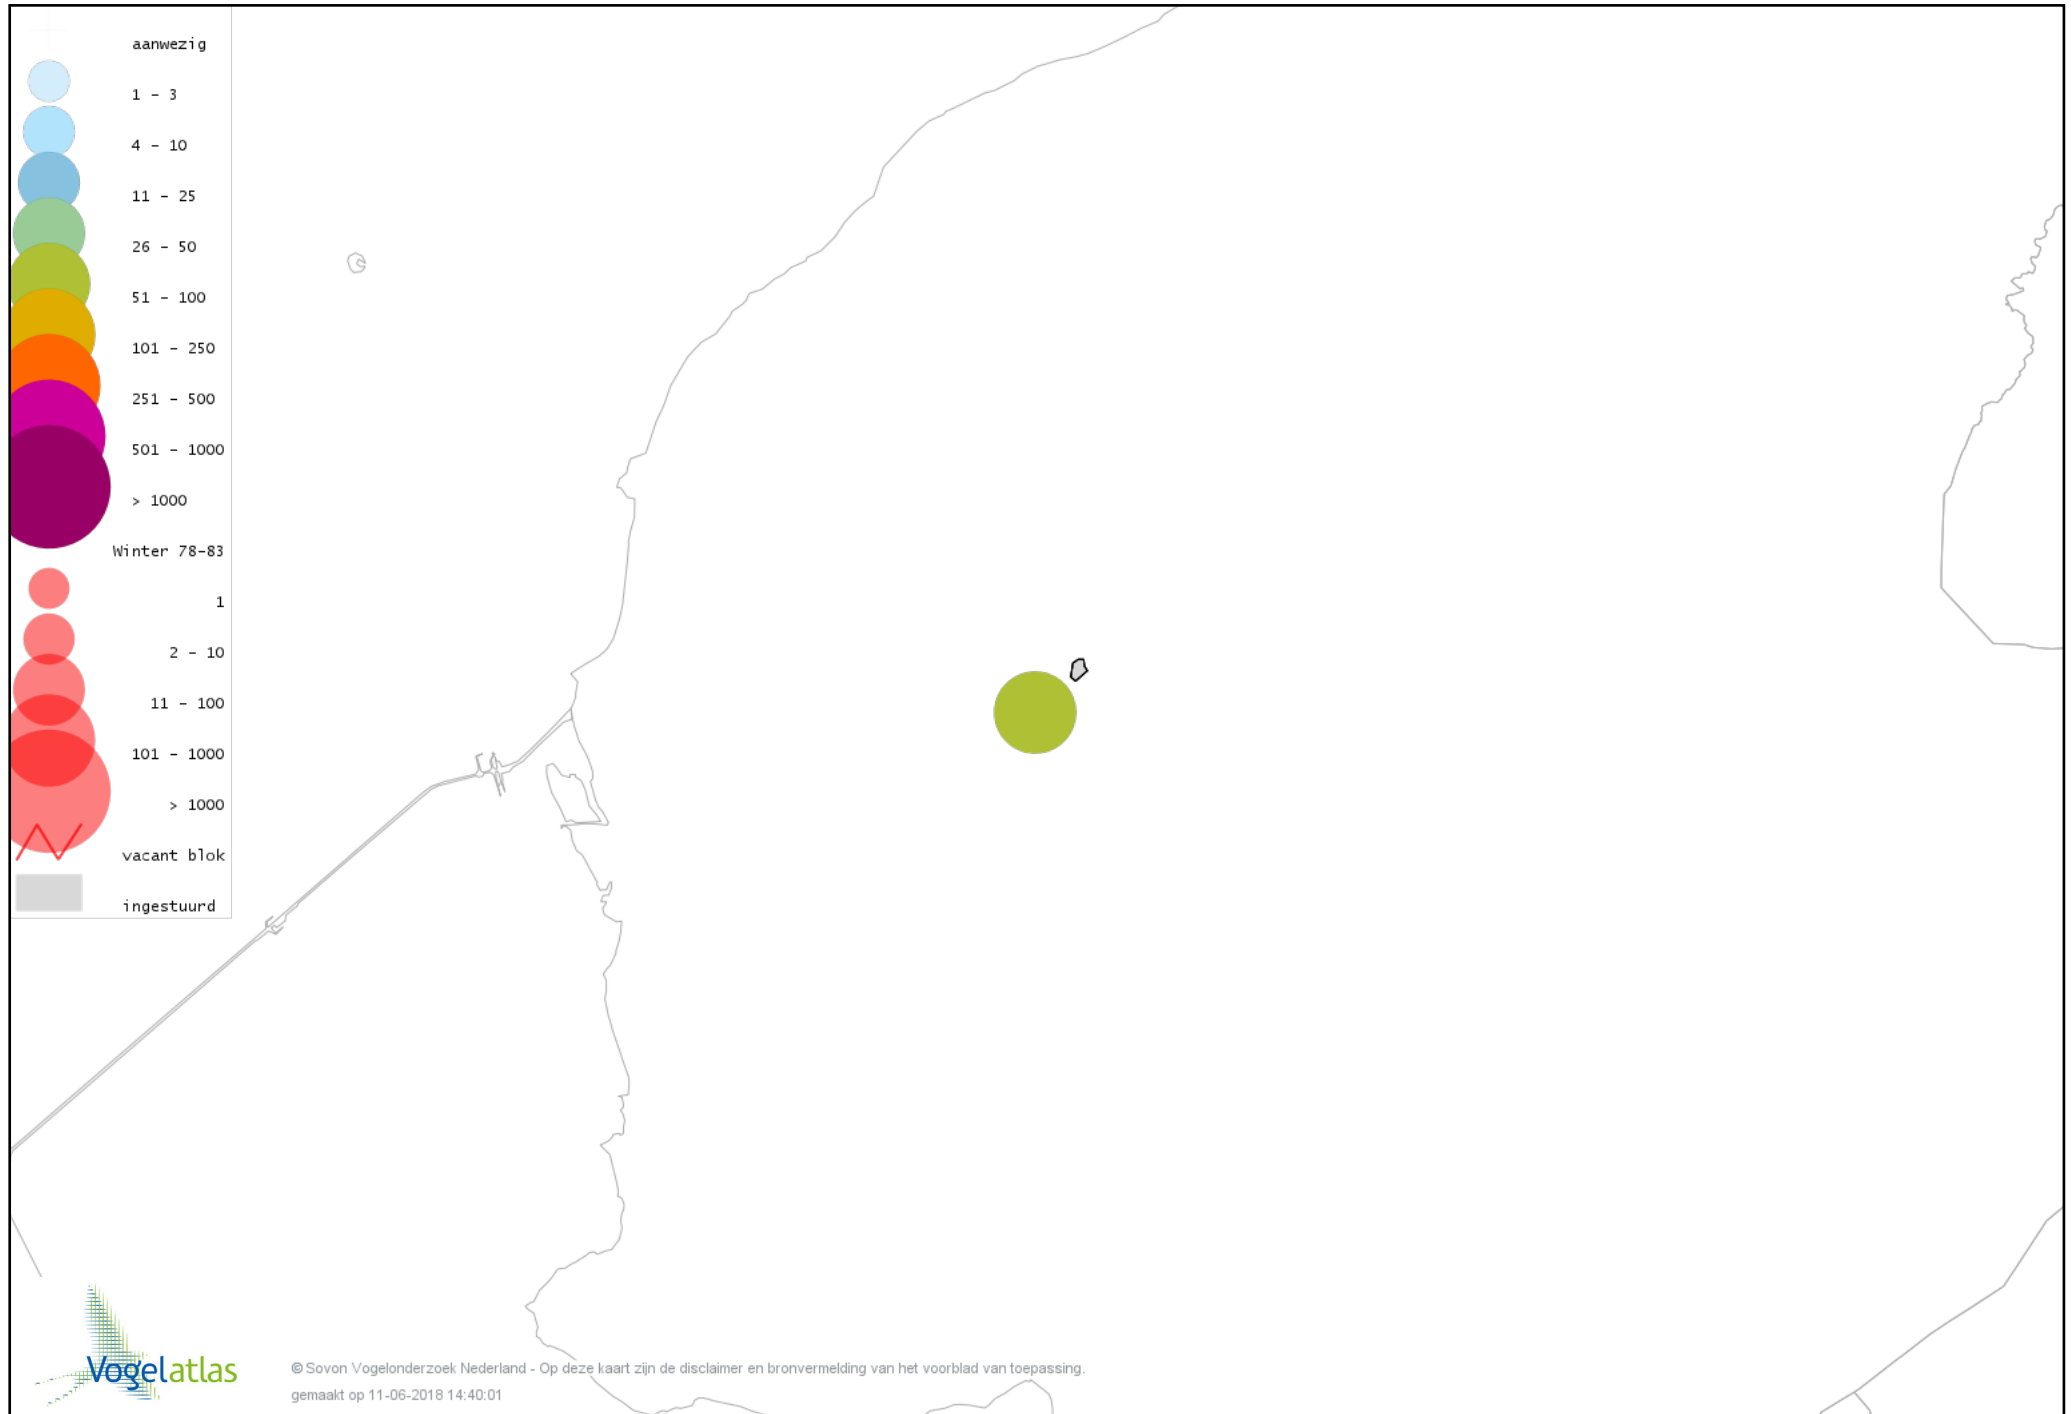 aanwezig
1 - 3
4 - 10
11 - 25
26 - 50
51 - 100
101 - 250
251 - 500
501 - 1000
> 1000
Winter 78-83
1
2 - 10
11 - 100
101 - 1000
> 1000
vacant blok
ingestuurd
Vogelatlas
© Sovon Vogelonderzoek Nederland - Op deze kaart zijn de disclaimer en bronvermelding van het voorblad van toepassing.
gemaakt op 11-06-2018 14:40:01